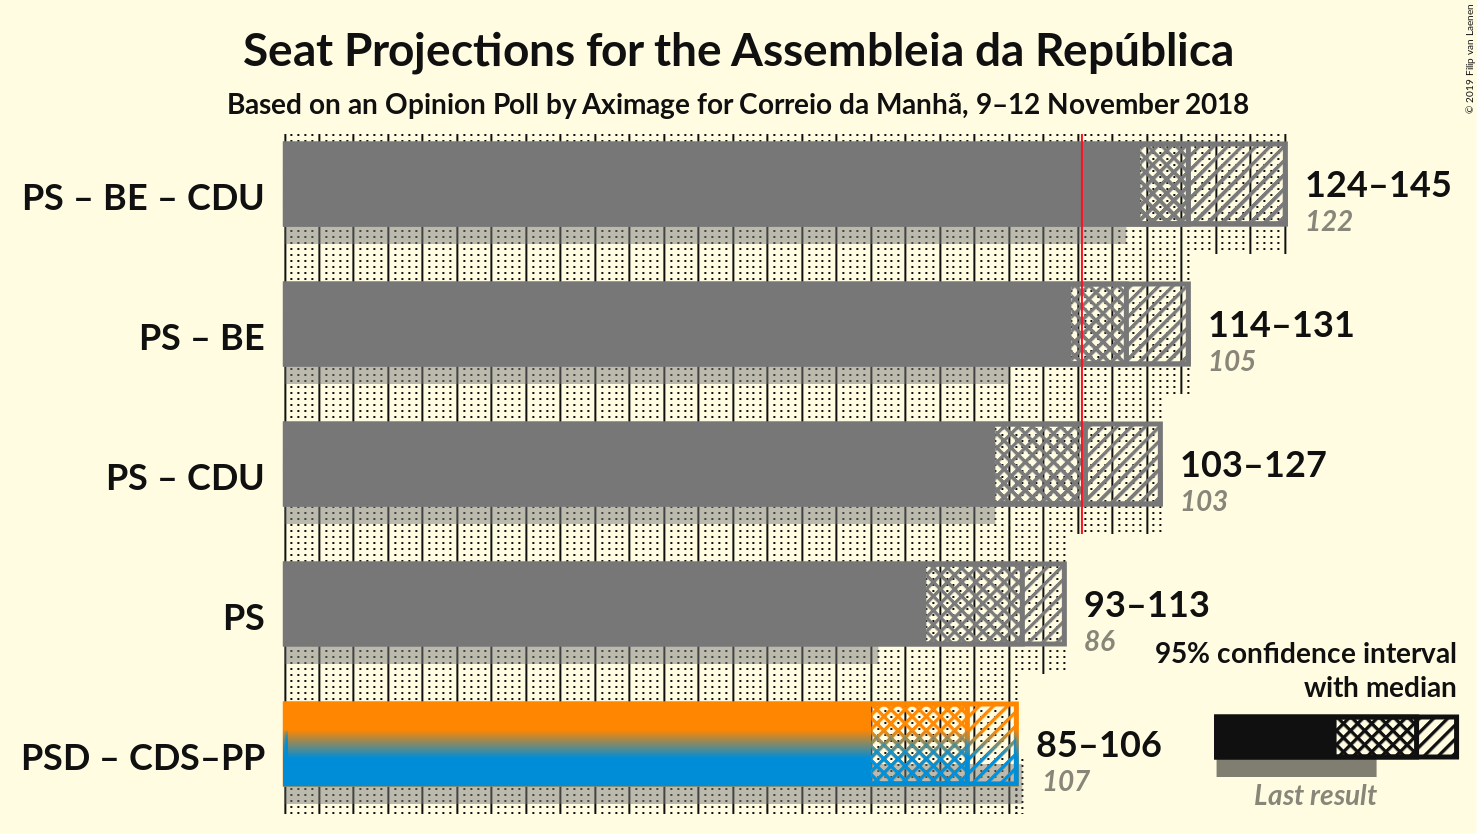 Seat Projections for the Assembleia da República
Based on an Opinion Poll by Aximage for Correio da Manhã, 9–12 November 2018
© 2019 Filip van Laenen
PS – BE – CDU
124–145
122
PS – BE
114–131
105
PS – CDU
103–127
103
PS
93–113
86
PSD – CDS–PP
85–106
107
95% confidence interval
with median
Last result